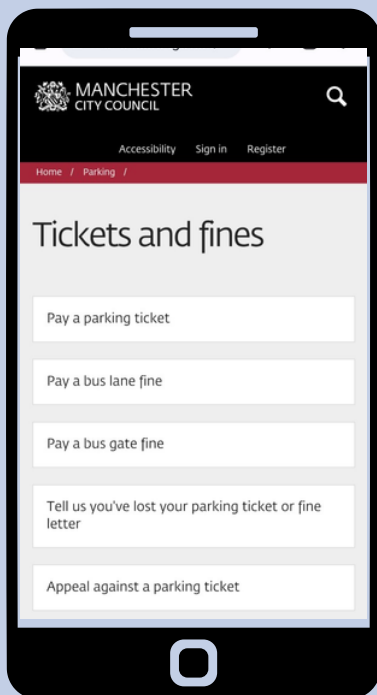 MANCHESTER
CITY COUNCIL
Accessibility Sign in Register
Home / Parking /
Tickets and fines
Pay a parking ticket
Pay a bus lane fine
Pay a bus gate fine
Tell us you've lost your parking ticket or fine
letter
Appeal against a parking ticket